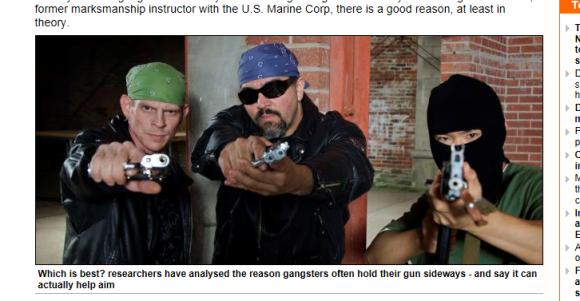 former marksmanship instructor with the U.S. Marine Corp, there is a good reason, at least in
theory.
Which is best? researchers have analysed the reason gangsters often hold their gun sideways - and say it can
actually help aim